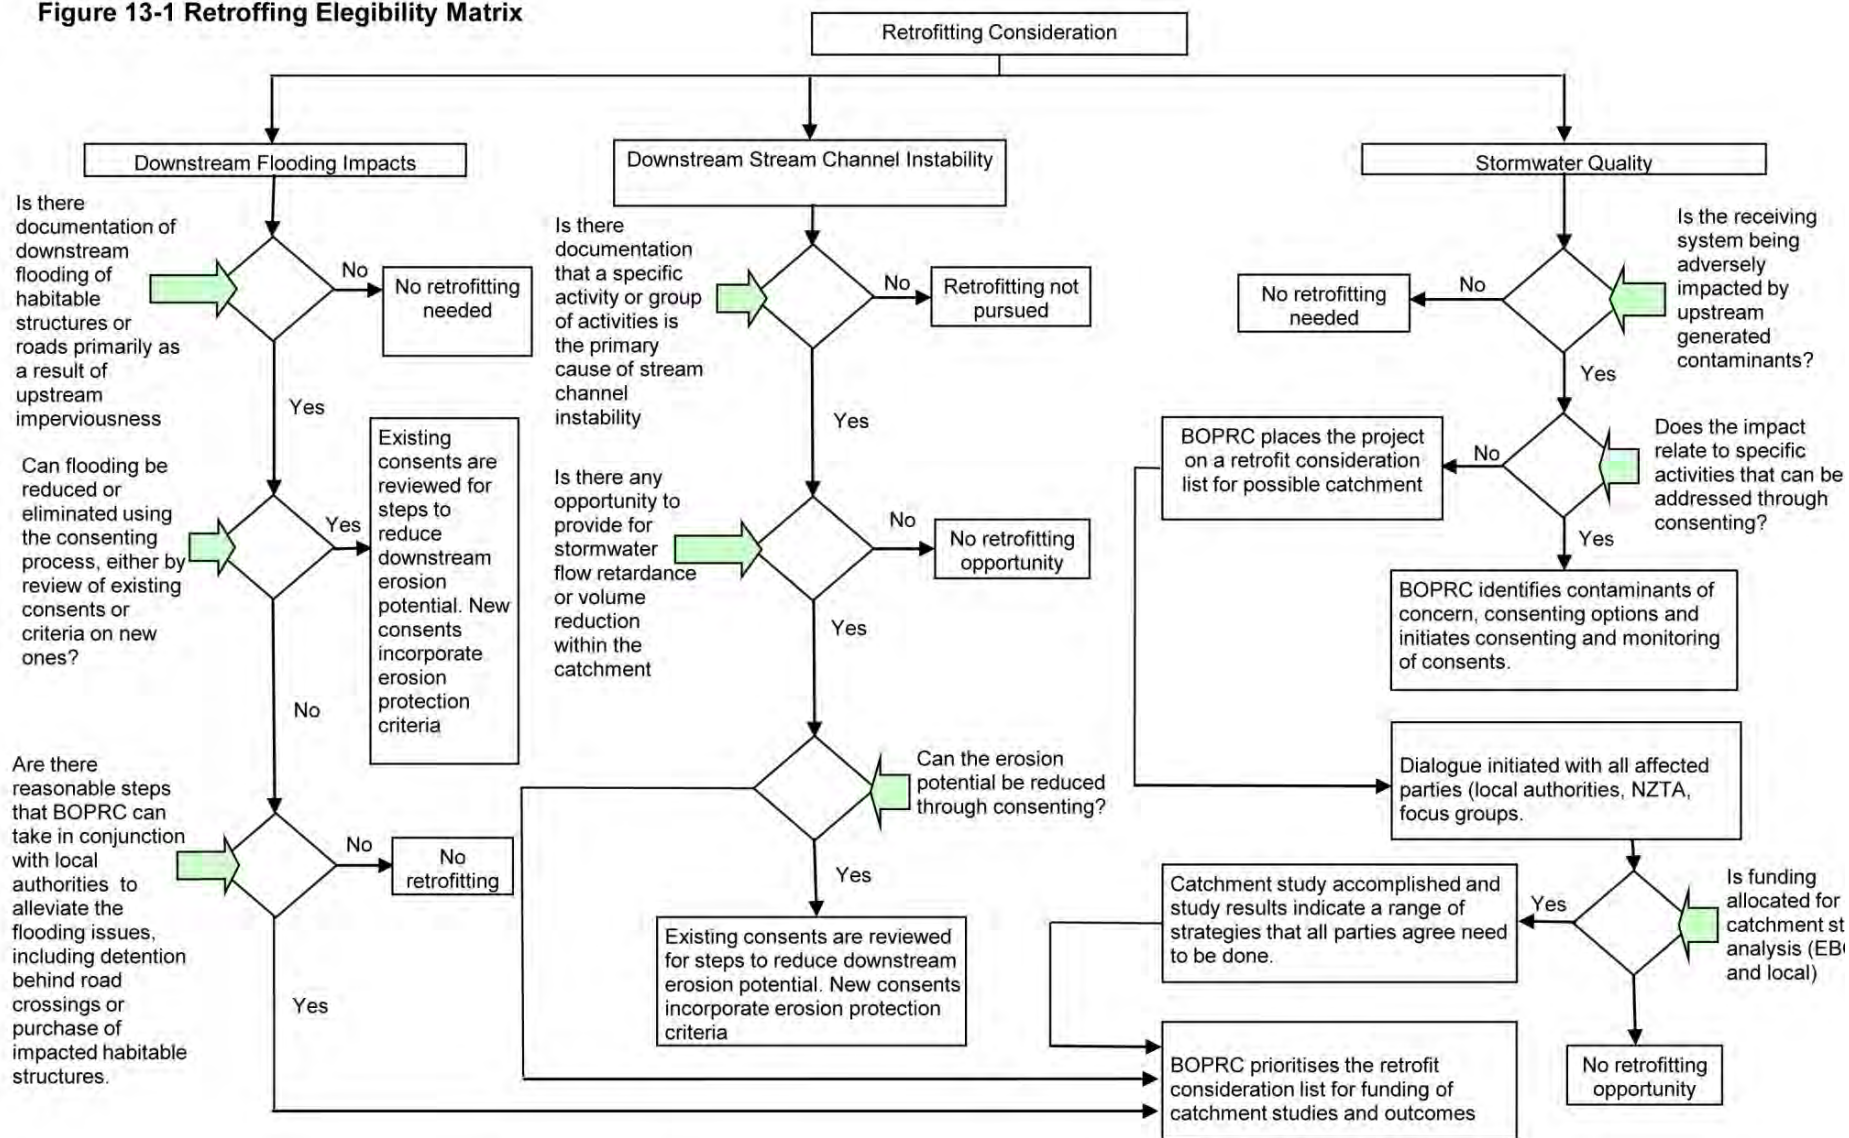 Figure 13-1 Retroffing Elegibility Matrix
Retrofitting Consideration
Downstream Flooding Impacts
Is there
documentation of
downstream
flooding of
habitable
structures or
roads primarily as
a result of
upstream
imperviousness
No
No retrofitting
needed
Yes
Can flooding be
reduced or
eliminated using
the consenting
process, either by
review of existing
consents or
criteria on new
ones?
Yes
Existing
consents are
reviewed for
steps to
reduce
downstream
erosion
potential. New
consents
incorporate
erosion
protection
criteria
No
Are there
reasonable steps
that BOPRC can
take in conjunction
with local
authorities to
alleviate the
flooding issues,
including detention
behind road
crossings or
purchase of
impacted habitable
structures.
No
No
retrofitting
Yes
Downstream Stream Channel Instability
Is there
documentation
that a specific
activity or group
of activities is
the primary
cause of stream
channel
instability
No
Retrofitting not
pursued
Yes
Is there any
opportunity to
provide for
stormwater
flow retardance
or volume
reduction
within the
catchment
No
No retrofitting
opportunity
Yes
Can the erosion
potential be reduced
through consenting?
Yes
Existing consents are reviewed
for steps to reduce downstream
erosion potential. New consents
incorporate erosion protection
criteria
Stormwater Quality
Is the receiving
system being
adversely
impacted by
upstream
generated
contaminants?
No
No retrofitting
needed
Yes
Does the impact
relate to specific
activities that can be
addressed through
consenting?
No
BOPRC places the project
on a retrofit consideration
list for possible catchment
Yes
BOPRC identifies contaminants of
concern, consenting options and
initiates consenting and monitoring
of consents.
Dialogue initiated with all affected
parties (local authorities, NZTA,
focus groups.
Is funding
allocated for
catchment st
analysis (EB
and local)
Yes
Catchment study accomplished and
study results indicate a range of
strategies that all parties agree need
to be done.
No retrofitting
opportunity
BOPRC prioritises the retrofit
consideration list for funding of
catchment studies and outcomes